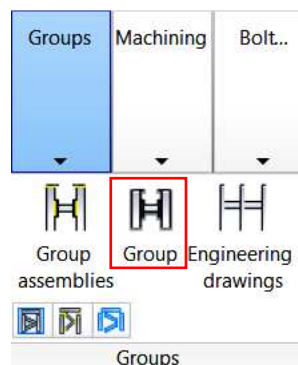 Groups Machining Bolt...
Group assemblies
Group
Engineering drawings
Groups